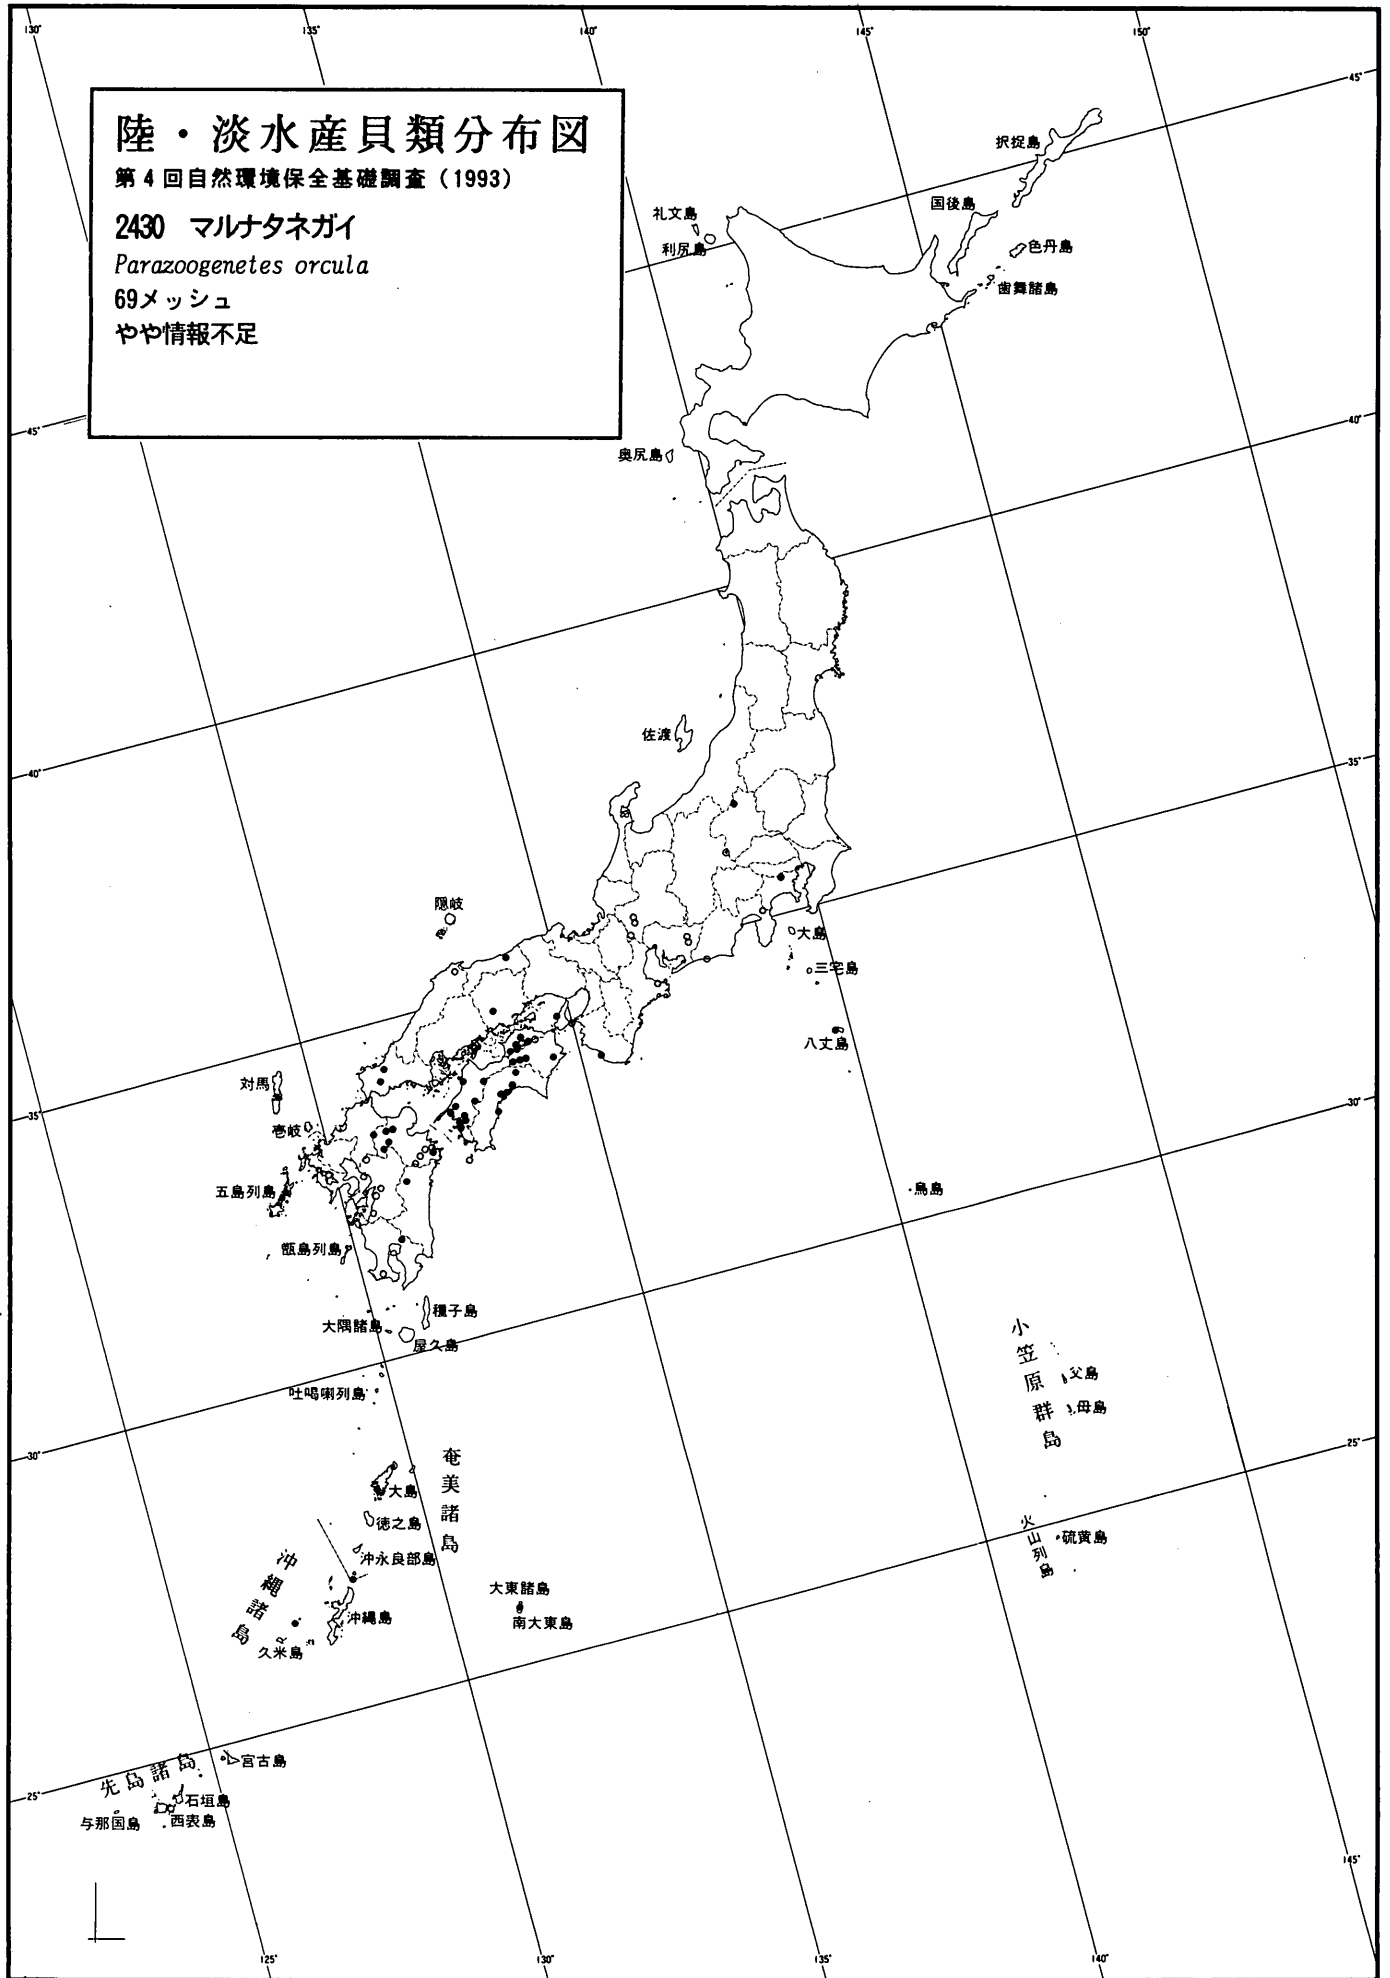 130°
135°
140°
145°
150°
陸・淡水産貝類分布図
第4回自然環境保全基礎調査（1993）
2430 マルナタネガイ
Parazoogenetes orcula
69メッシュ
やや情報不足
45°
択捉島
国後島
礼文島
利尻島
色丹島
歯舞諸島
45°
40°
奥尻島
佐渡
40°
35°
隠岐
大島
三宅島
八丈島
対馬
35°
30°
壱岐
五島列島
鳥島
甑島列島
種子島
大隅諸島
屋久島
吐噶喇列島
小笠原群島
父島
母島
30°
25°
奄美諸島
大島
徳之島
沖永良部島
火山列島
硫黄島
沖縄諸島
沖縄島
久米島
大東諸島
南大東島
先島諸島
宮古島
石垣島
西表島
与那国島
25°
145°
125°
130°
135°
140°